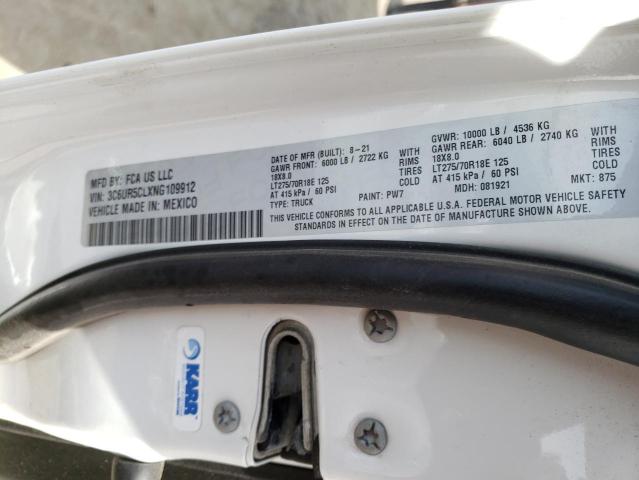 MFD BY: FCA US LLC
VIN: 3C6UR5CLXNG109912
VEHICLE MADE IN: MEXICO
DATE OF MFR (BUILT): 8-21
GAWR FRONT: 6000 LB / 2722 KG
18X8.0 RIMS WITH
LT275/70R18E 125 TIRES
AT 415 kPa / 60 PSI COLD
TYPE: TRUCK PAINT: PW7
GVWR: 10000 LB / 4536 KG
GAWR REAR: 6040 LB / 2740 KG
18X8.0 RIMS WITH
LT275/70R18E 125 TIRES
AT 415 kPa / 60 PSI COLD
MDH: 081921 MKT: 875
THIS VEHICLE CONFORMS TO ALL APPLICABLE U.S.A. FEDERAL MOTOR VEHICLE SAFETY
STANDARDS IN EFFECT ON THE DATE OF MANUFACTURE SHOWN ABOVE.
KARR